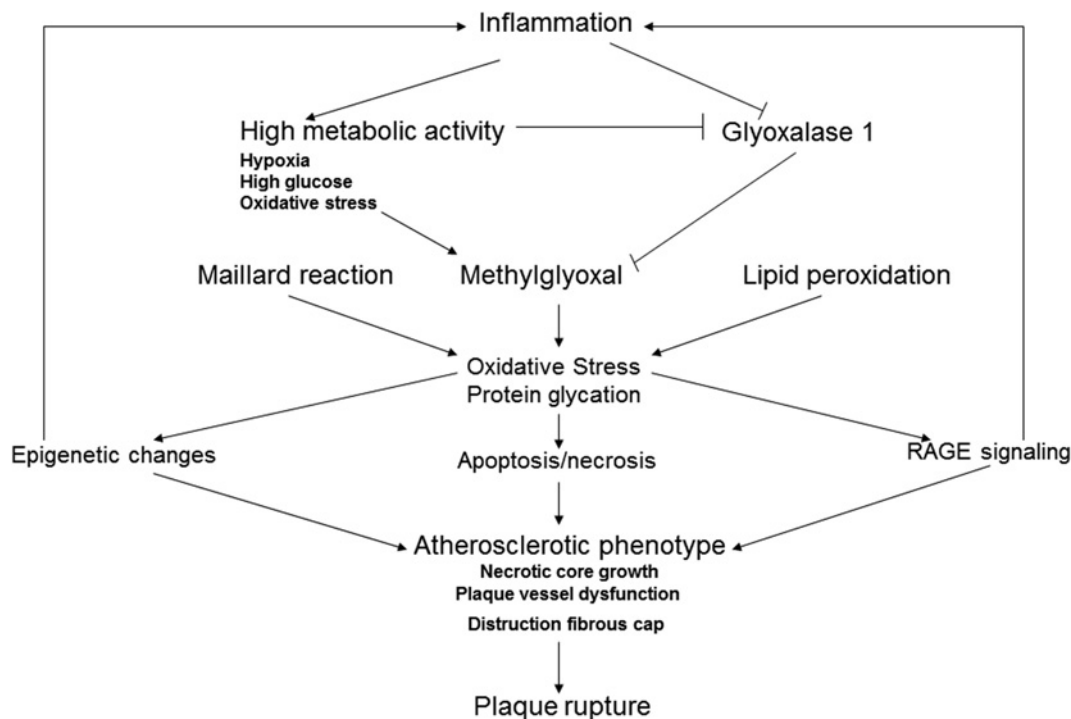 Inflammation
High metabolic activity
Hypoxia
High glucose
Oxidative stress
Glyoxalase 1
Maillard reaction
Methylglyoxal
Lipid peroxidation
Oxidative Stress
Protein glycation
Epigenetic changes
Apoptosis/necrosis
RAGE signaling
Atherosclerotic phenotype
Necrotic core growth
Plaque vessel dysfunction
Distruction fibrous cap
Plaque rupture